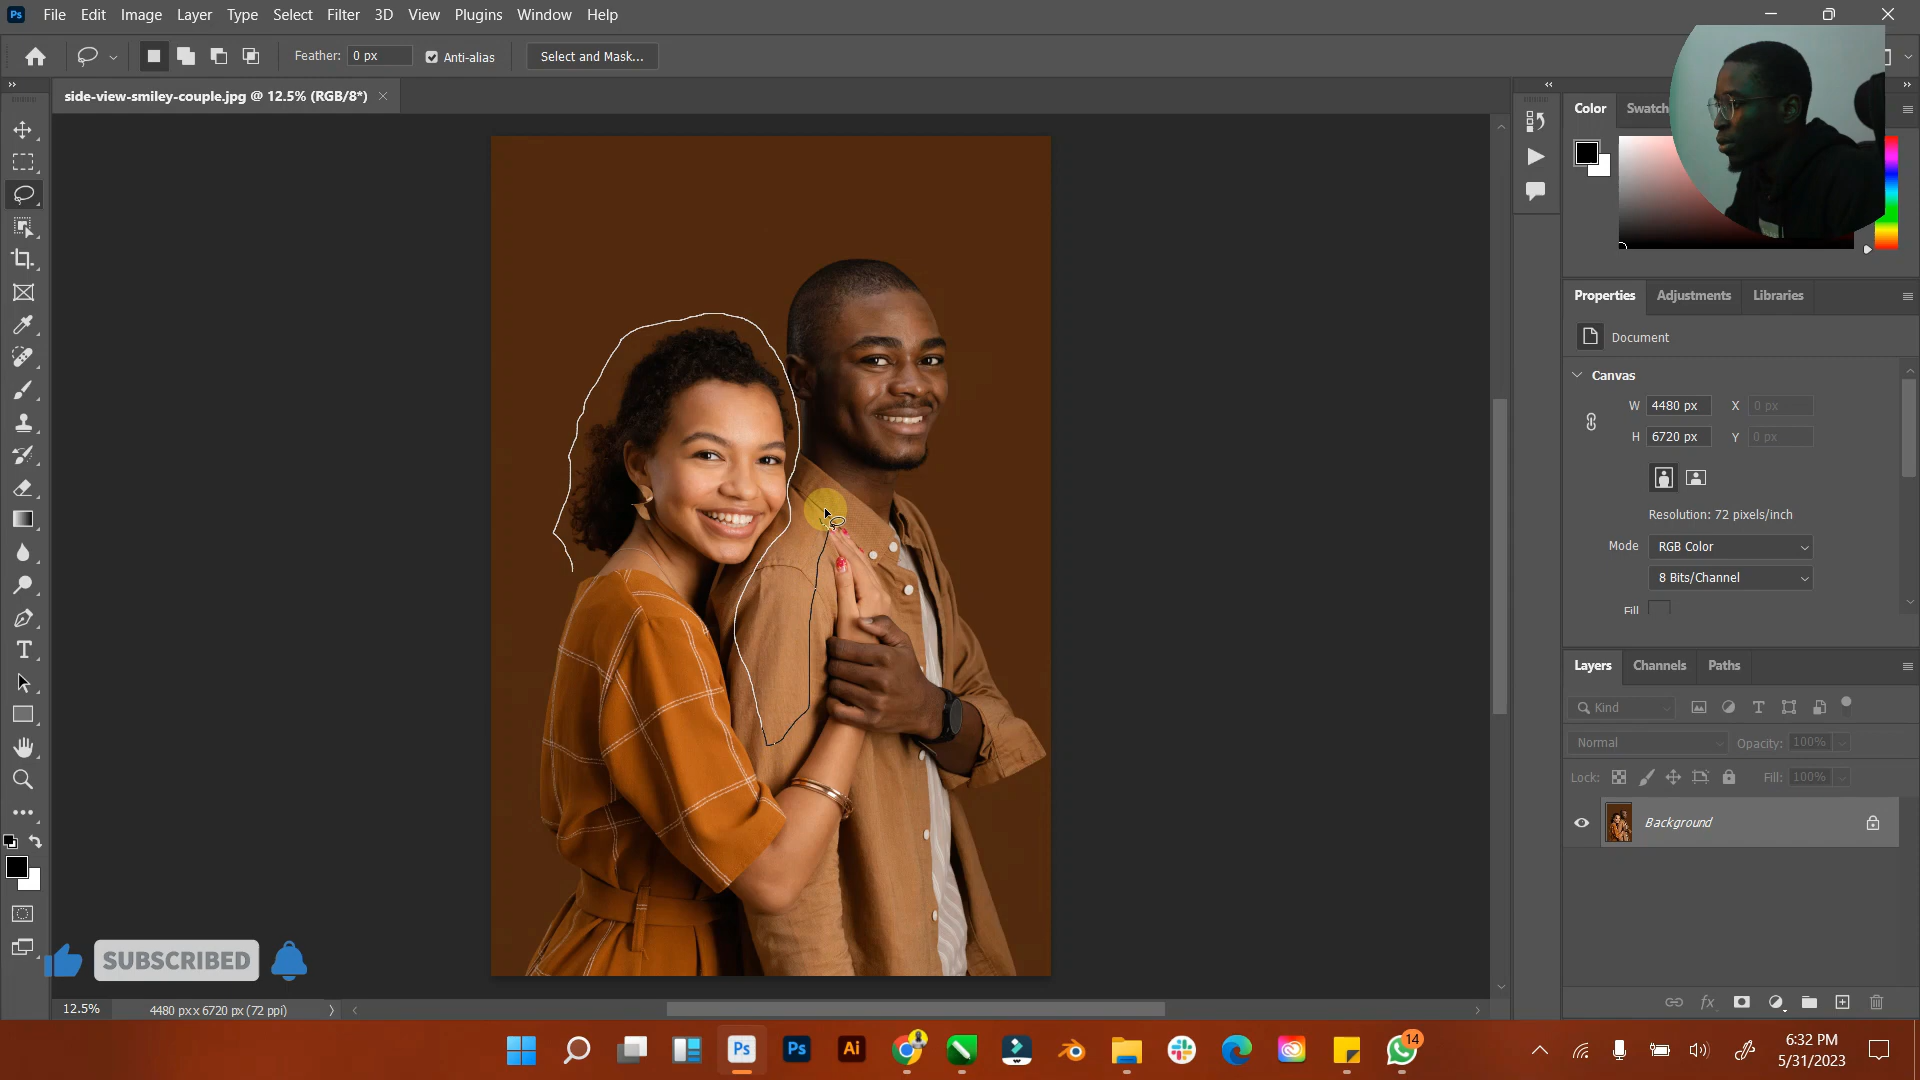 Ps File Edit Image Layer Type Select Filter 3D View Plugins Window Help
Feather: 0 px Anti-alias Select and Mask...
side-view-smiley-couple.jpg @ 12.5% (RGB/8*)
Color
Properties Adjustments Libraries
Document
Canvas
W 4480 px X 0 px
H 6720 px Y 0 px
Resolution: 72 pixels/inch
Mode RGB Color
8 Bits/Channel
Fill
Layers Channels Paths
Kind
Normal Opacity: 100%
Lock: Fill: 100%
Background
SUBSCRIBED
12.5% 4480 px x 6720 px (72 ppi)
Ps Ps Ai 14
6:32 PM
5/31/2023